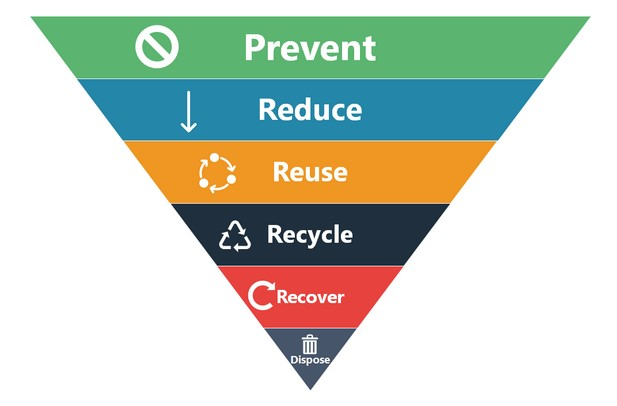 Prevent
Reduce
Reuse
Recycle
Recover
Dispose